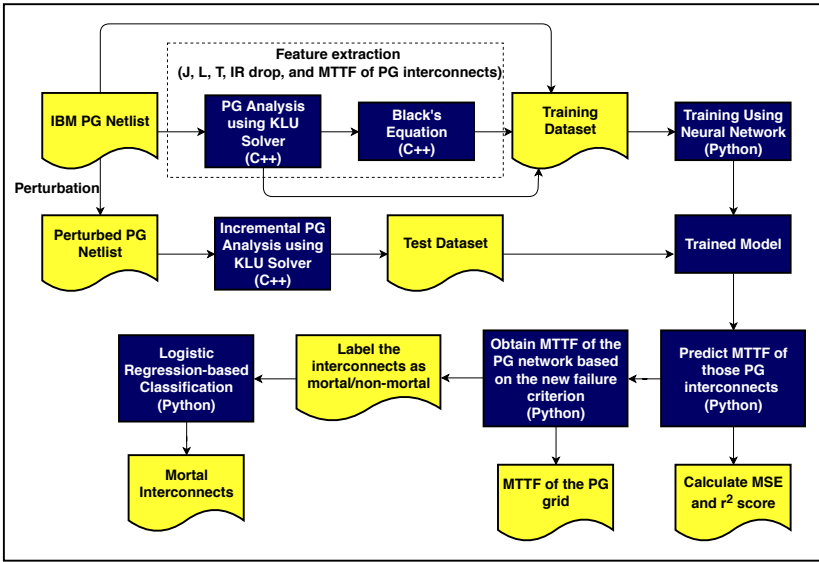 Feature extraction
(J, L, T, IR drop, and MTTF of PG interconnects)
IBM PG Netlist
PG Analysis
using KLU
Solver
(C++)
Black's
Equation
(C++)
Training
Dataset
Training Using
Neural Network
(Python)
Perturbation
Perturbed PG
Netlist
Incremental PG
Analysis using
KLU Solver
(C++)
Test Dataset
Trained Model
Logistic
Regression-based
Classification
(Python)
Label the
interconnects as
mortal/non-mortal
Obtain MTTF of the
PG network based
on the new failure
criterion
(Python)
Predict MTTF of
those PG
interconnects
(Python)
Mortal
Interconnects
MTTF of the PG
grid
Calculate MSE
and r² score